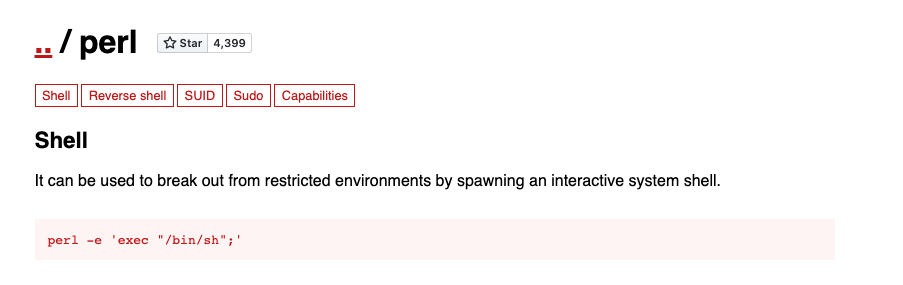 .. / perl Star 4,399
Shell Reverse shell SUID Sudo Capabilities
Shell
It can be used to break out from restricted environments by spawning an interactive system shell.
perl -e 'exec "/bin/sh";'